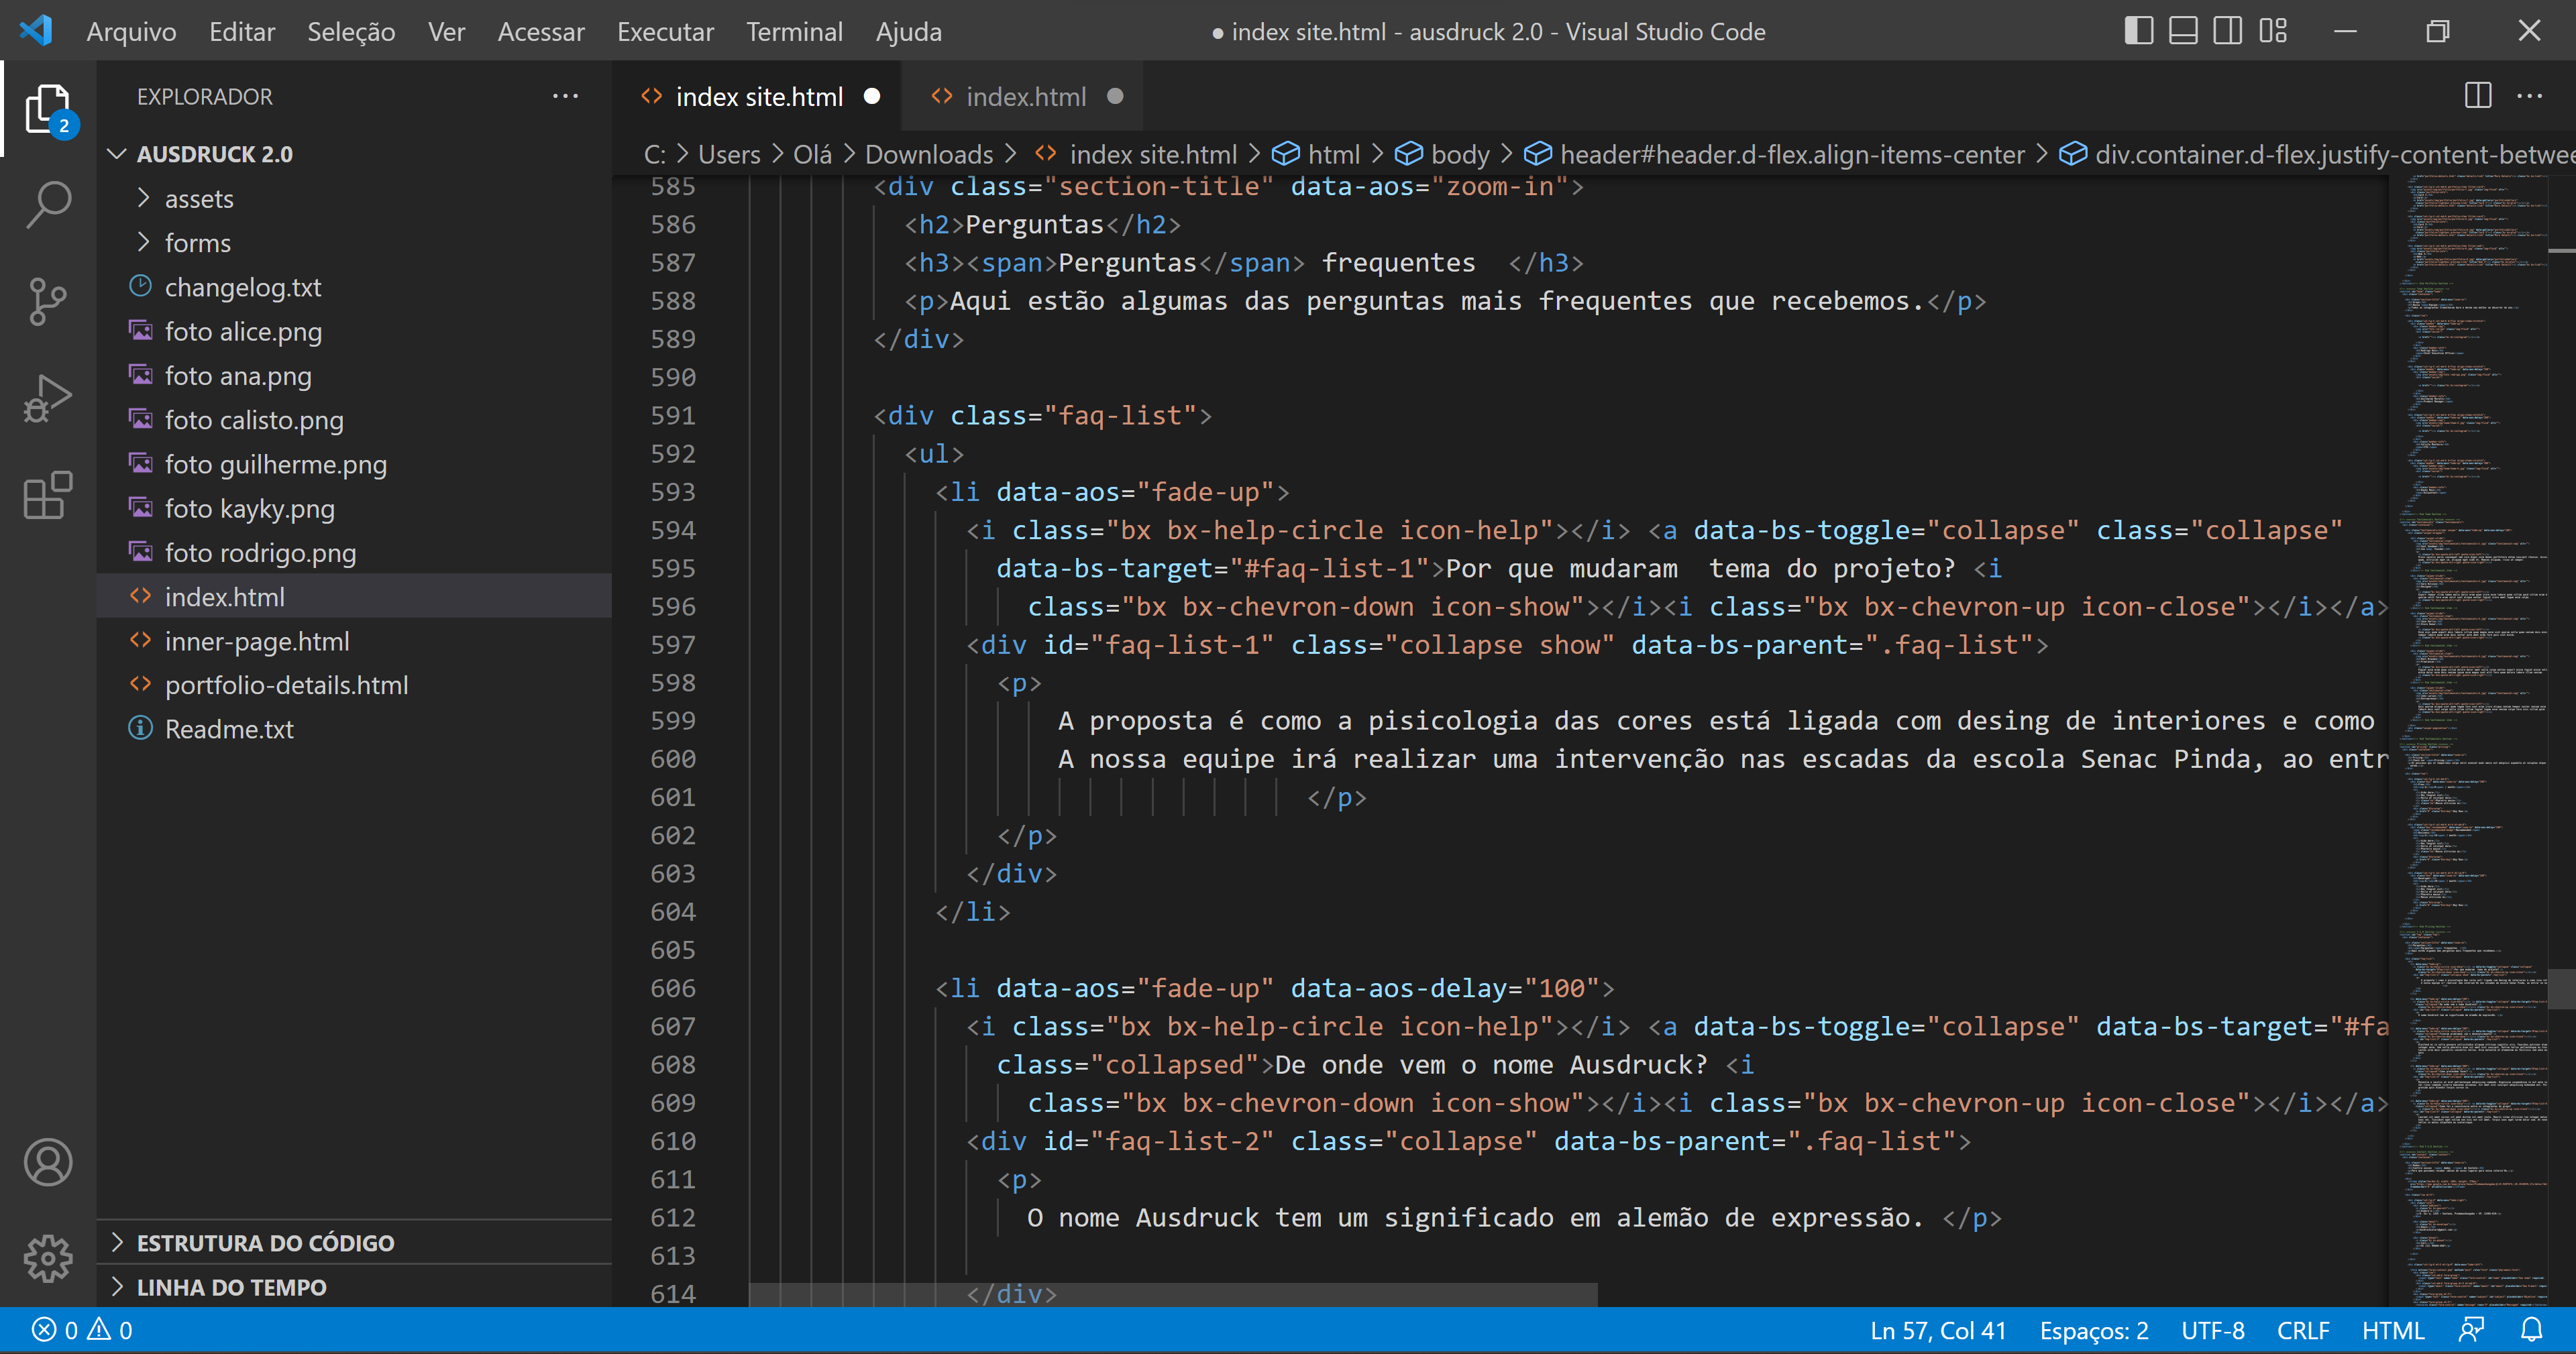 Arquivo Editar Seleção Ver Acessar Executar Terminal Ajuda
● index site.html - ausdruck 2.0 - Visual Studio Code
EXPLORADOR
2
AUSDRUCK 2.0
assets
forms
changelog.txt
foto alice.png
foto ana.png
foto calisto.png
foto guilherme.png
foto kayky.png
foto rodrigo.png
index.html
inner-page.html
portfolio-details.html
Readme.txt
ESTRUTURA DO CÓDIGO
LINHA DO TEMPO
index site.html index.html
C: > Users > Olá > Downloads > index site.html > html > body > header#header.d-flex.align-items-center > div.container.d-flex.justify-content-betwee
585 <div class="section-title" data-aos="zoom-in">
586 <h2>Perguntas</h2>
587 <h3><span>Perguntas</span> frequentes  </h3>
588 <p>Aqui estão algumas das perguntas mais frequentes que recebemos.</p>
589 </div>
590
591 <div class="faq-list">
592 <ul>
593 <li data-aos="fade-up">
594 <i class="bx bx-help-circle icon-help"></i> <a data-bs-toggle="collapse" class="collapse"
595 data-bs-target="#faq-list-1">Por que mudaram  tema do projeto? <i
596 class="bx bx-chevron-down icon-show"></i><i class="bx bx-chevron-up icon-close"></i></a>
597 <div id="faq-list-1" class="collapse show" data-bs-parent=".faq-list">
598 <p>
599 A proposta é como a pisicologia das cores está ligada com desing de interiores e como
600 A nossa equipe irá realizar uma intervenção nas escadas da escola Senac Pinda, ao entr
601 </p>
602 </p>
603 </div>
604 </li>
605
606 <li data-aos="fade-up" data-aos-delay="100">
607 <i class="bx bx-help-circle icon-help"></i> <a data-bs-toggle="collapse" data-bs-target="#fa
608 class="collapsed">De onde vem o nome Ausdruck? <i
609 class="bx bx-chevron-down icon-show"></i><i class="bx bx-chevron-up icon-close"></i></a>
610 <div id="faq-list-2" class="collapse" data-bs-parent=".faq-list">
611 <p>
612 O nome Ausdruck tem um significado em alemão de expressão. </p>
613
614 </div>
0 0
Ln 57, Col 41 Espaços: 2 UTF-8 CRLF HTML